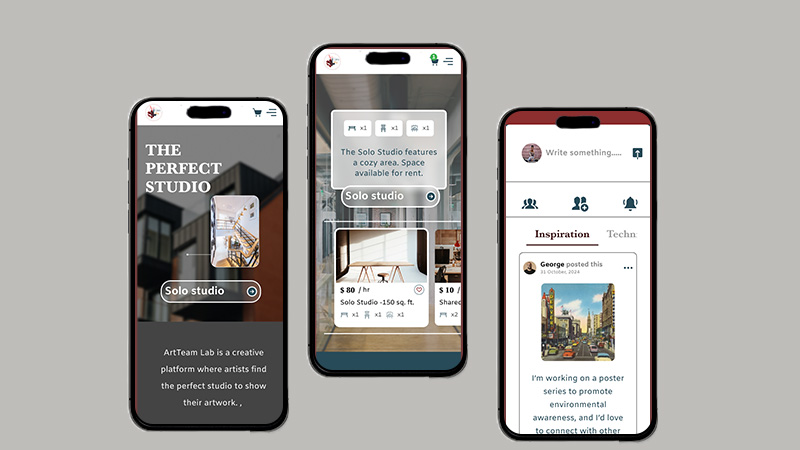 THE
PERFECT
STUDIO
Solo studio
ArtTeam Lab is a creative
platform where artists find
the perfect studio to show
their artwork. ,
x1 x1 x1
The Solo Studio features
a cozy area. Space
available for rent.
Solo studio
$ 80 / hr
Solo Studio -150 sq. ft.
x1 x1 x1
$ 10 /
Shared
x2
Write something.....
Inspiration Techn
George posted this
31 October, 2024
I'm working on a poster
series to promote
environmental
awareness, and I'd love
to connect with other